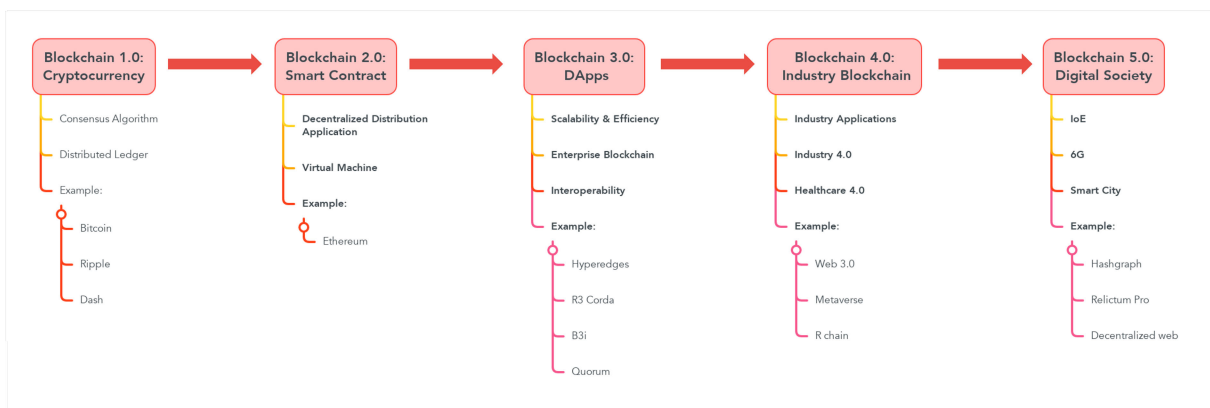 Blockchain 1.0:
Cryptocurrency
Consensus Algorithm
Distributed Ledger
Example:
Bitcoin
Ripple
Dash
Blockchain 2.0:
Smart Contract
Decentralized Distribution
Application
Virtual Machine
Example:
Ethereum
Blockchain 3.0:
DApps
Scalability & Efficiency
Enterprise Blockchain
Interoperability
Example:
Hyperedges
R3 Corda
B3i
Quorum
Blockchain 4.0:
Industry Blockchain
Industry Applications
Industry 4.0
Healthcare 4.0
Example:
Web 3.0
Metaverse
R chain
Blockchain 5.0:
Digital Society
IoE
6G
Smart City
Example:
Hashgraph
Relictum Pro
Decentralized web